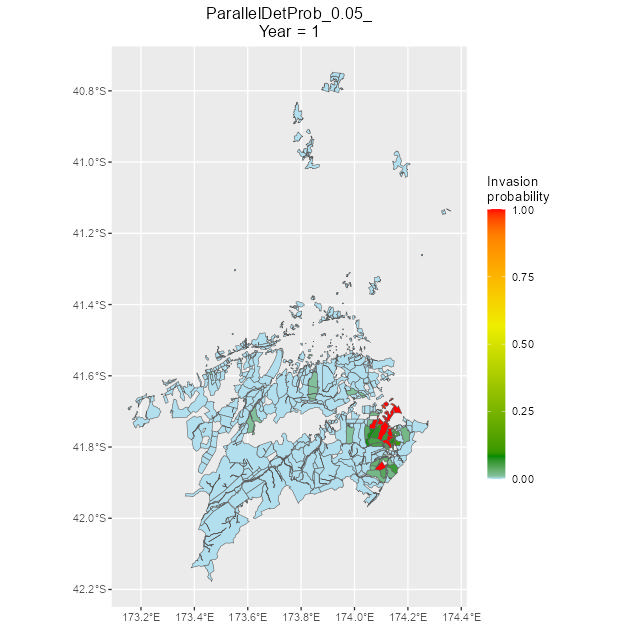 ParallelDetProb_0.05_
Year = 1
40.8°S
41.0°S
41.2°S
41.4°S
41.6°S
41.8°S
42.0°S
42.2°S
173.2°E
173.4°E
173.6°E
173.8°E
174.0°E
174.2°E
174.4°E
Invasion
probability
1.00
0.75
0.50
0.25
0.00